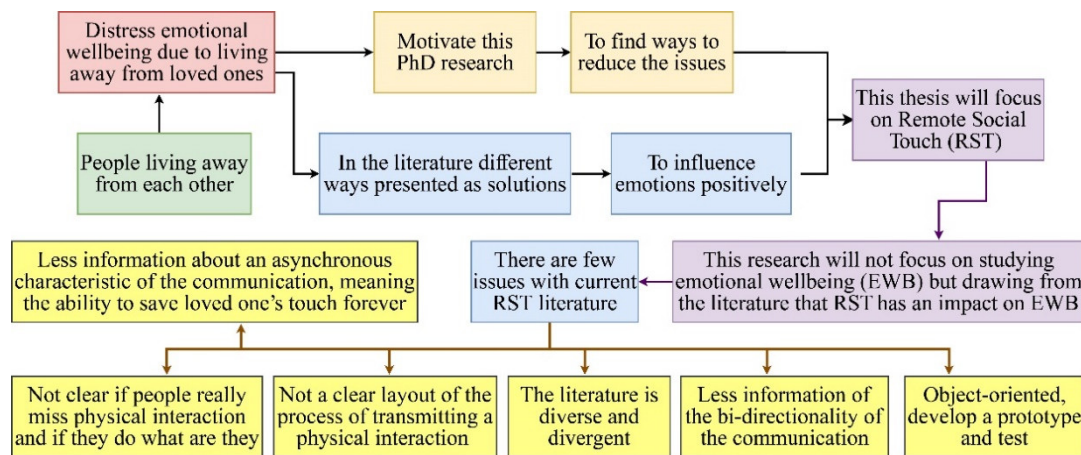 Distress emotional
wellbeing due to living
away from loved ones
Motivate this
PhD research
To find ways to
reduce the issues
This thesis will focus
on Remote Social
Touch (RST)
People living away
from each other
In the literature different
ways presented as solutions
To influence
emotions positively
Less information about an asynchronous
characteristic of the communication, meaning
the ability to save loved one's touch forever
There are few
issues with current
RST literature
This research will not focus on studying
emotional wellbeing (EWB) but drawing from
the literature that RST has an impact on EWB
Not clear if people really
miss physical interaction
and if they do what are they
Not a clear layout of the
process of transmitting a
physical interaction
The literature is
diverse and
divergent
Less information of
the bi-directionality of
the communication
Object-oriented,
develop a prototype
and test